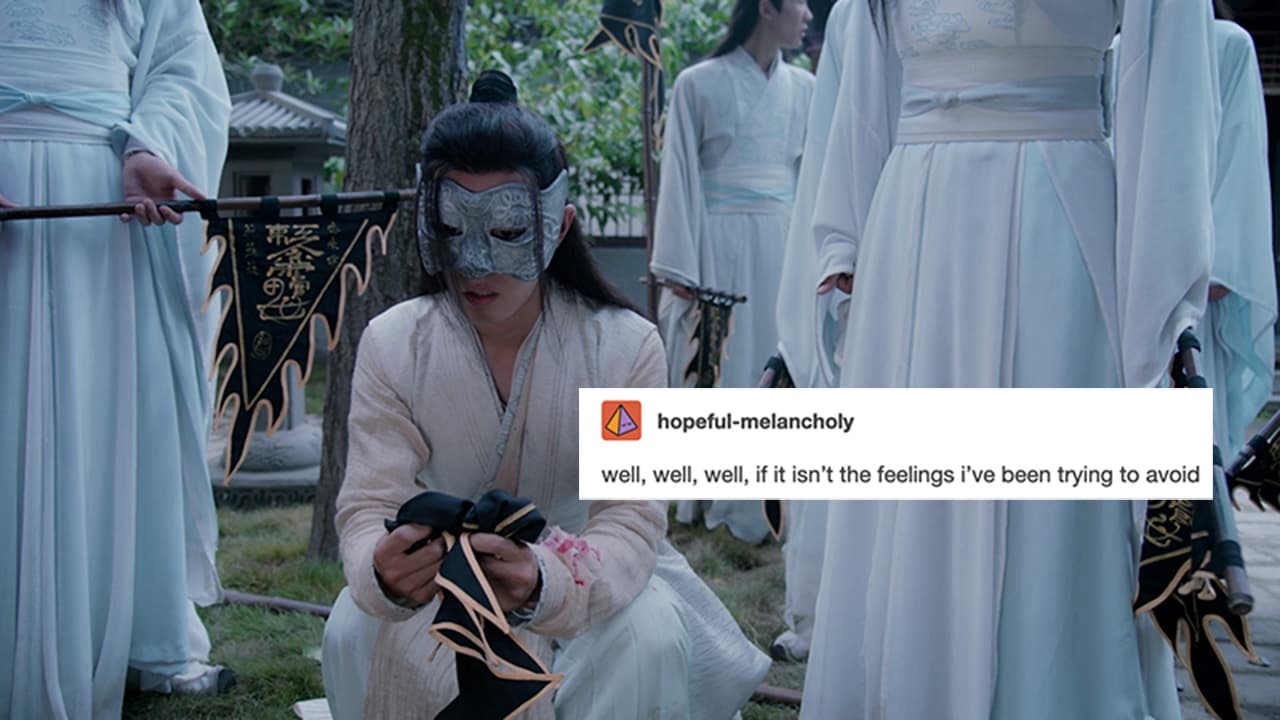 hopeful-melancholy
well, well, well, if it isn’t the feelings i’ve been trying to avoid